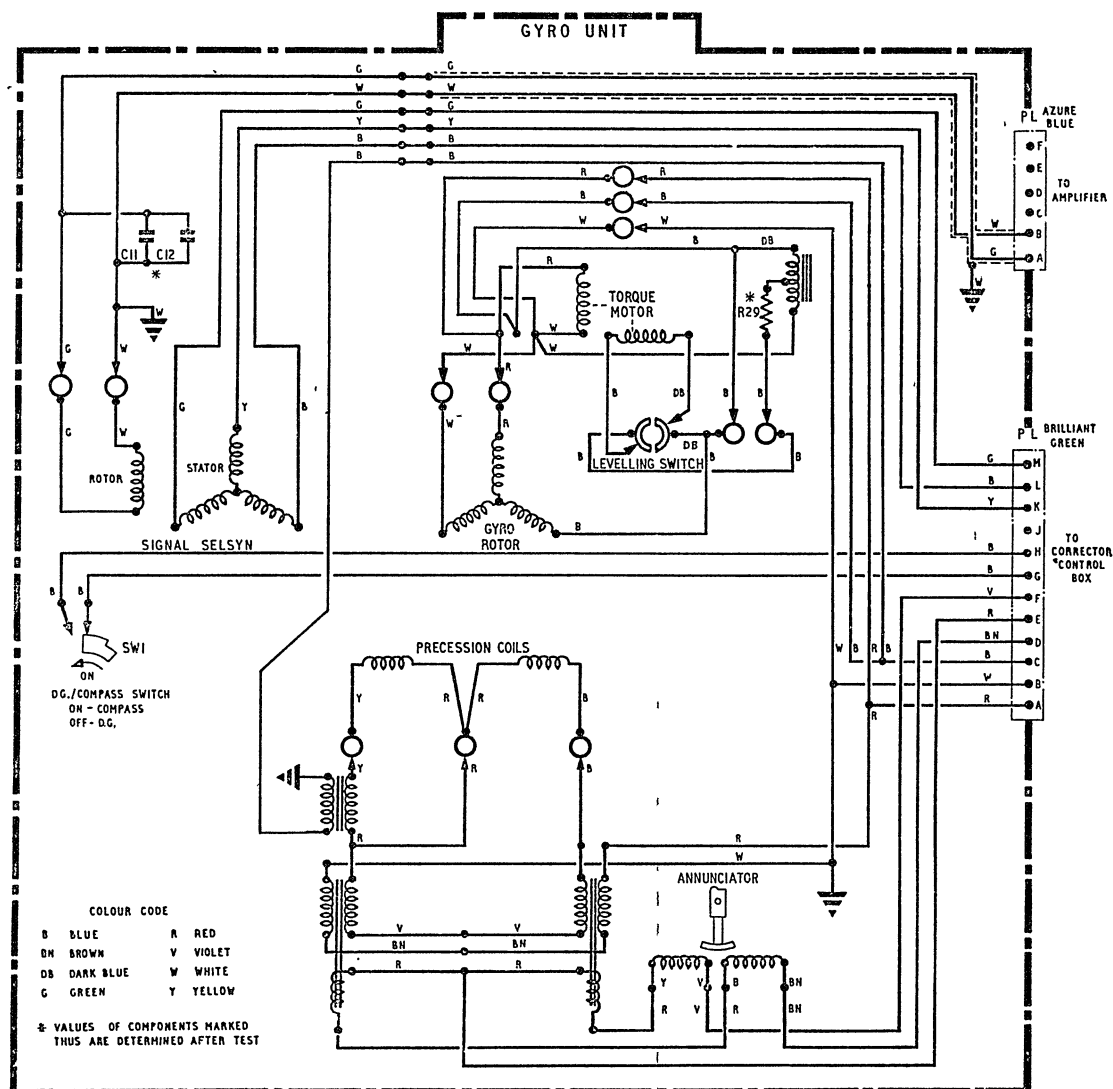 GYRO UNIT
G G
W W
G G
Y Y
B B
B B
PL AZURE BLUE
F
E
D
C
W B
G A
TO AMPLIFIER
W
R R
B B
W W
B DB
C11 C12
*
W
R
TORQUE MOTOR
*
R29
G W
W W W
R
B DB B B
G Y B
G W
W R
DB
B B B
LEVELLING SWITCH
ROTOR
STATOR
GYRO ROTOR
B
SIGNAL SELSYN
PL BRILLIANT GREEN
G M
B L
Y K
J
B H
B G
V F
R E
BN D
B C
W B
R A
TO CORRECTOR CONTROL BOX
B B
SW1
ON
D.G./COMPASS SWITCH
ON - COMPASS
OFF - D.G.
PRECESSION COILS
W B R B
Y R R B
R
Y R B
R R
W
ANNUNCIATOR
V V
BN BN
R R
Y V B BN
R V R BN
COLOUR CODE
B BLUE R RED
BN BROWN V VIOLET
DB DARK BLUE W WHITE
G GREEN Y YELLOW
* VALUES OF COMPONENTS MARKED
THUS ARE DETERMINED AFTER TEST